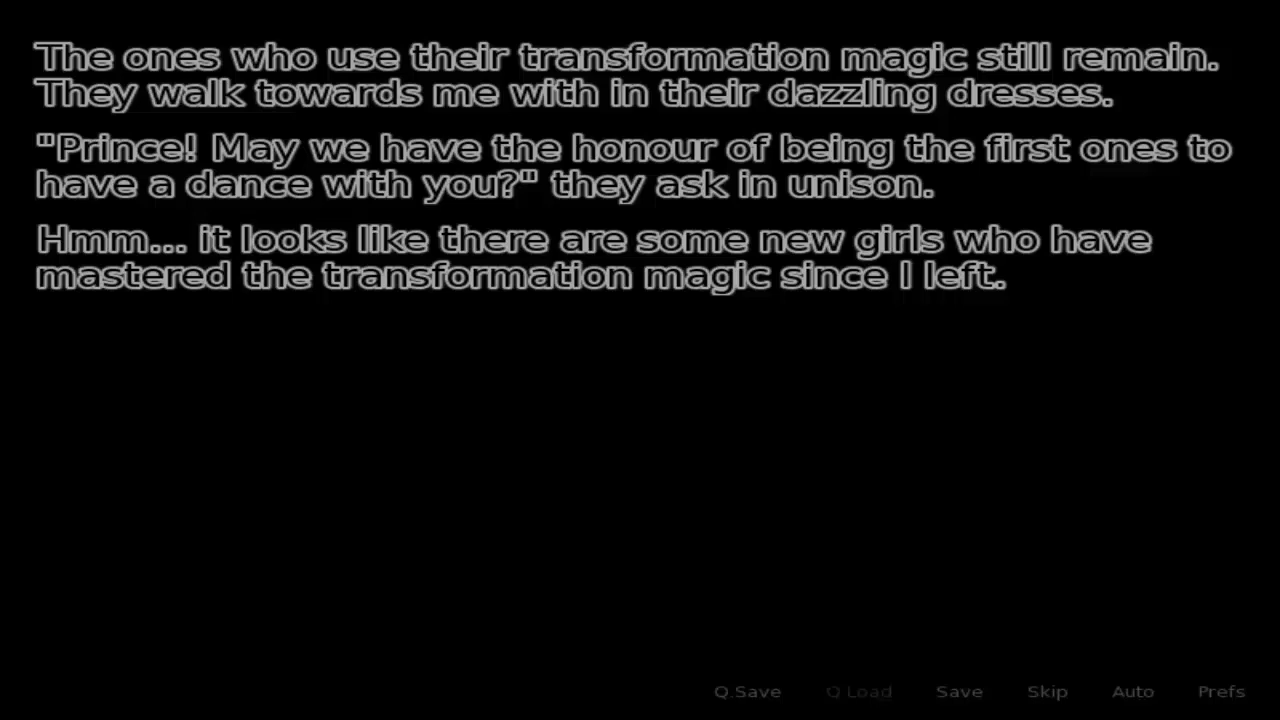 The ones who use their transformation magic still remain.
They walk towards me with in their dazzling dresses.
"Prince! May we have the honour of being the first ones to
have a dance with you?" they ask in unison.
Hmm... it looks like there are some new girls who have
mastered the transformation magic since I left.
Q.Save Q.Load Save Skip Auto Prefs